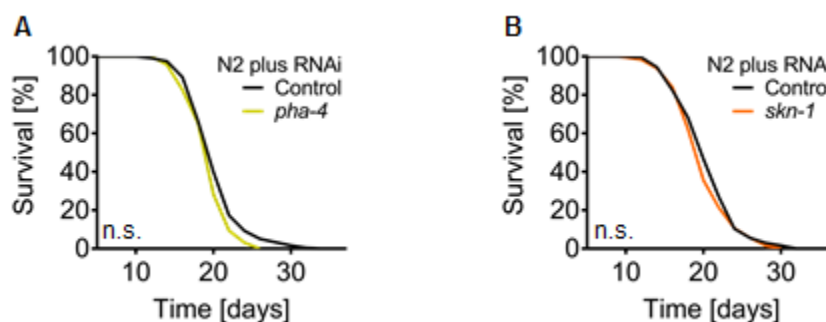 A
N2 plus RNAi
Control
pha-4
Survival [%]
100
80
60
40
20
0
n.s.
10
20
30
Time [days]
B
N2 plus RNA
Contro
skn-1
Survival [%]
100
80
60
40
20
0
n.s.
10
20
30
Time [days]